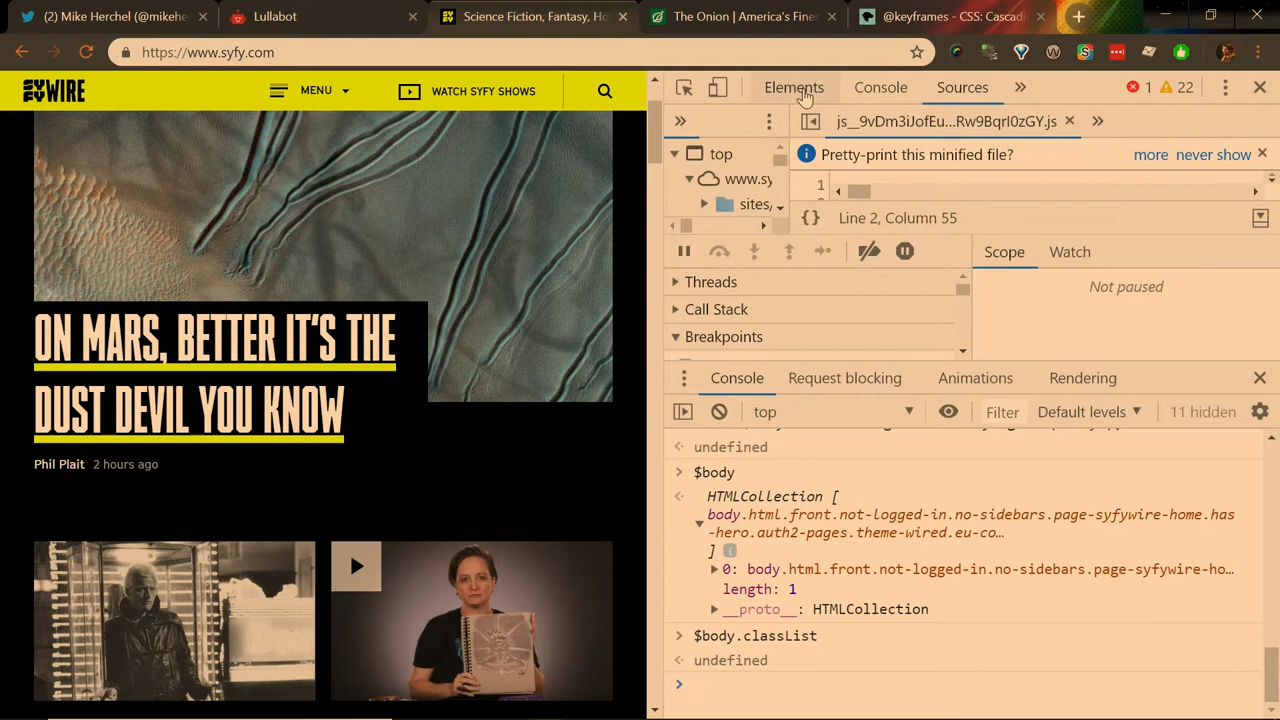 (2) Mike Herchel (@mikehe
Lullabot
Science Fiction, Fantasy, Ho
The Onion | America's Fines
@keyframes - CSS: Cascadi
https://www.syfy.com
SYFY WIRE
MENU
WATCH SYFY SHOWS
ON MARS, BETTER IT'S THE
DUST DEVIL YOU KNOW
Phil Plait 2 hours ago
Elements
Console
Sources
»
1
22
»
js__9vDm3iJofEu...Rw9BqrI0zGY.js
»
top
www.sy
sites,
Pretty-print this minified file?
more
never show
1
{}
Line 2, Column 55
Threads
Call Stack
Breakpoints
Scope
Watch
Not paused
Console
Request blocking
Animations
Rendering
top
Filter
Default levels
11 hidden
undefined
$body
HTMLCollection [
body.html.front.not-logged-in.no-sidebars.page-syfywire-home.has
-hero.auth2-pages.theme-wired.eu-co…
]
0: body.html.front.not-logged-in.no-sidebars.page-syfywire-ho…
length: 1
__proto__: HTMLCollection
$body.classList
undefined